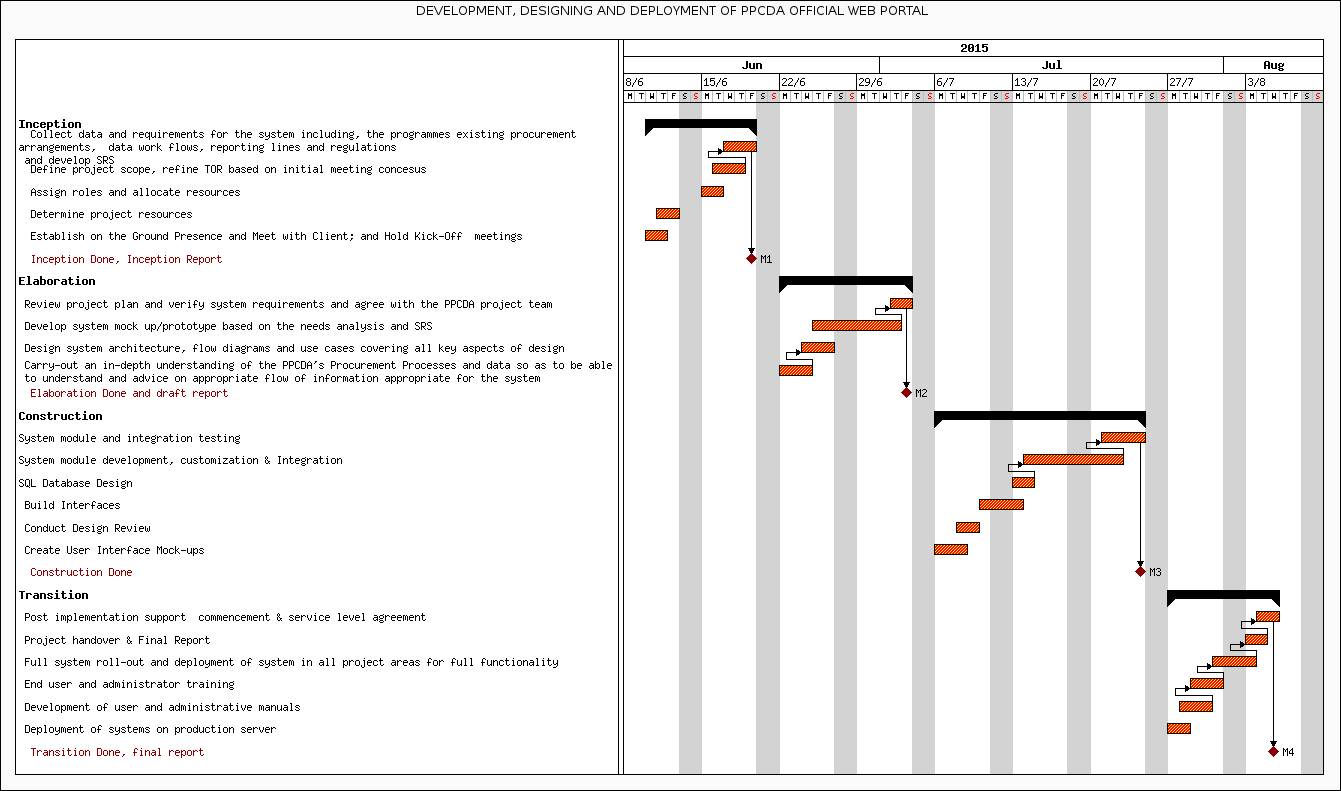 DEVELOPMENT, DESIGNING AND DEPLOYMENT OF PPCDA OFFICIAL WEB PORTAL
2015
Jun Jul Aug
8/6 15/6 22/6 29/6 6/7 13/7 20/7 27/7 3/8
M T W T F S S M T W T F S S M T W T F S S M T W T F S S M T W T F S S M T W T F S S M T W T F S S M T W T F S S M T W T F S S
Inception
Collect data and requirements for the system including, the programmes existing procurement
arrangements, data work flows, reporting lines and regulations
and develop SRS
Define project scope, refine TOR based on initial meeting concesus
Assign roles and allocate resources
Determine project resources
Establish on the Ground Presence and Meet with Client; and Hold Kick-Off meetings
Inception Done, Inception Report M1
Elaboration
Review project plan and verify system requirements and agree with the PPCDA project team
Develop system mock up/prototype based on the needs analysis and SRS
Design system architecture, flow diagrams and use cases covering all key aspects of design
Carry-out an in-depth understanding of the PPCDA's Procurement Processes and data so as to be able
to understand and advice on appropriate flow of information appropriate for the system
Elaboration Done and draft report M2
Construction
System module and integration testing
System module development, customization & Integration
SQL Database Design
Build Interfaces
Conduct Design Review
Create User Interface Mock-ups
Construction Done M3
Transition
Post implementation support commencement & service level agreement
Project handover & Final Report
Full system roll-out and deployment of system in all project areas for full functionality
End user and administrator training
Development of user and administrative manuals
Deployment of systems on production server
Transition Done, final report M4